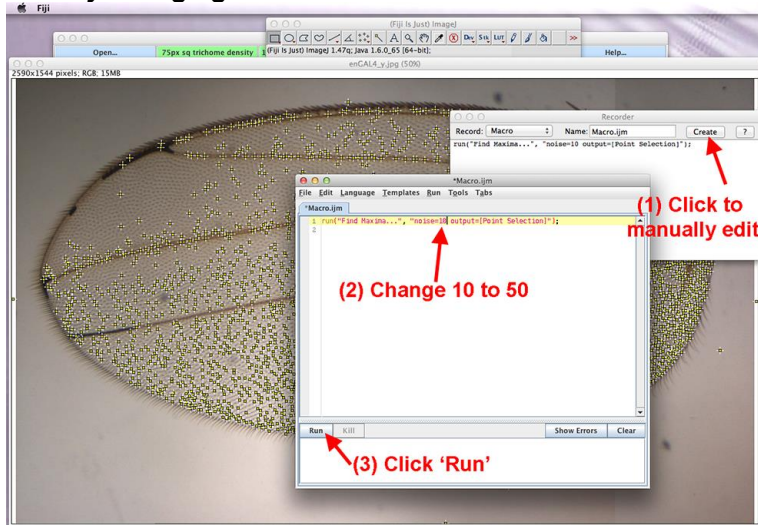 Fiji
(Fiji Is Just) ImageJ
Open... 75px sq trichome density Help...
(Fiji Is Just) ImageJ 1.47q; Java 1.6.0_65 [64-bit];
enGAL4_y.jpg (50%)
2590x1544 pixels; RGB; 15MB
Recorder
Record: Macro Name: Macro.ijm Create ?
run("Find Maxima...", "noise=10 output=[Point Selection]");
*Macro.ijm
File Edit Language Templates Run Tools Tabs
*Macro.ijm
1 run("Find Maxima...", "noise=10 output=[Point Selection]");
2
(1) Click to
manually edit
(2) Change 10 to 50
Run Kill Show Errors Clear
(3) Click ‘Run’